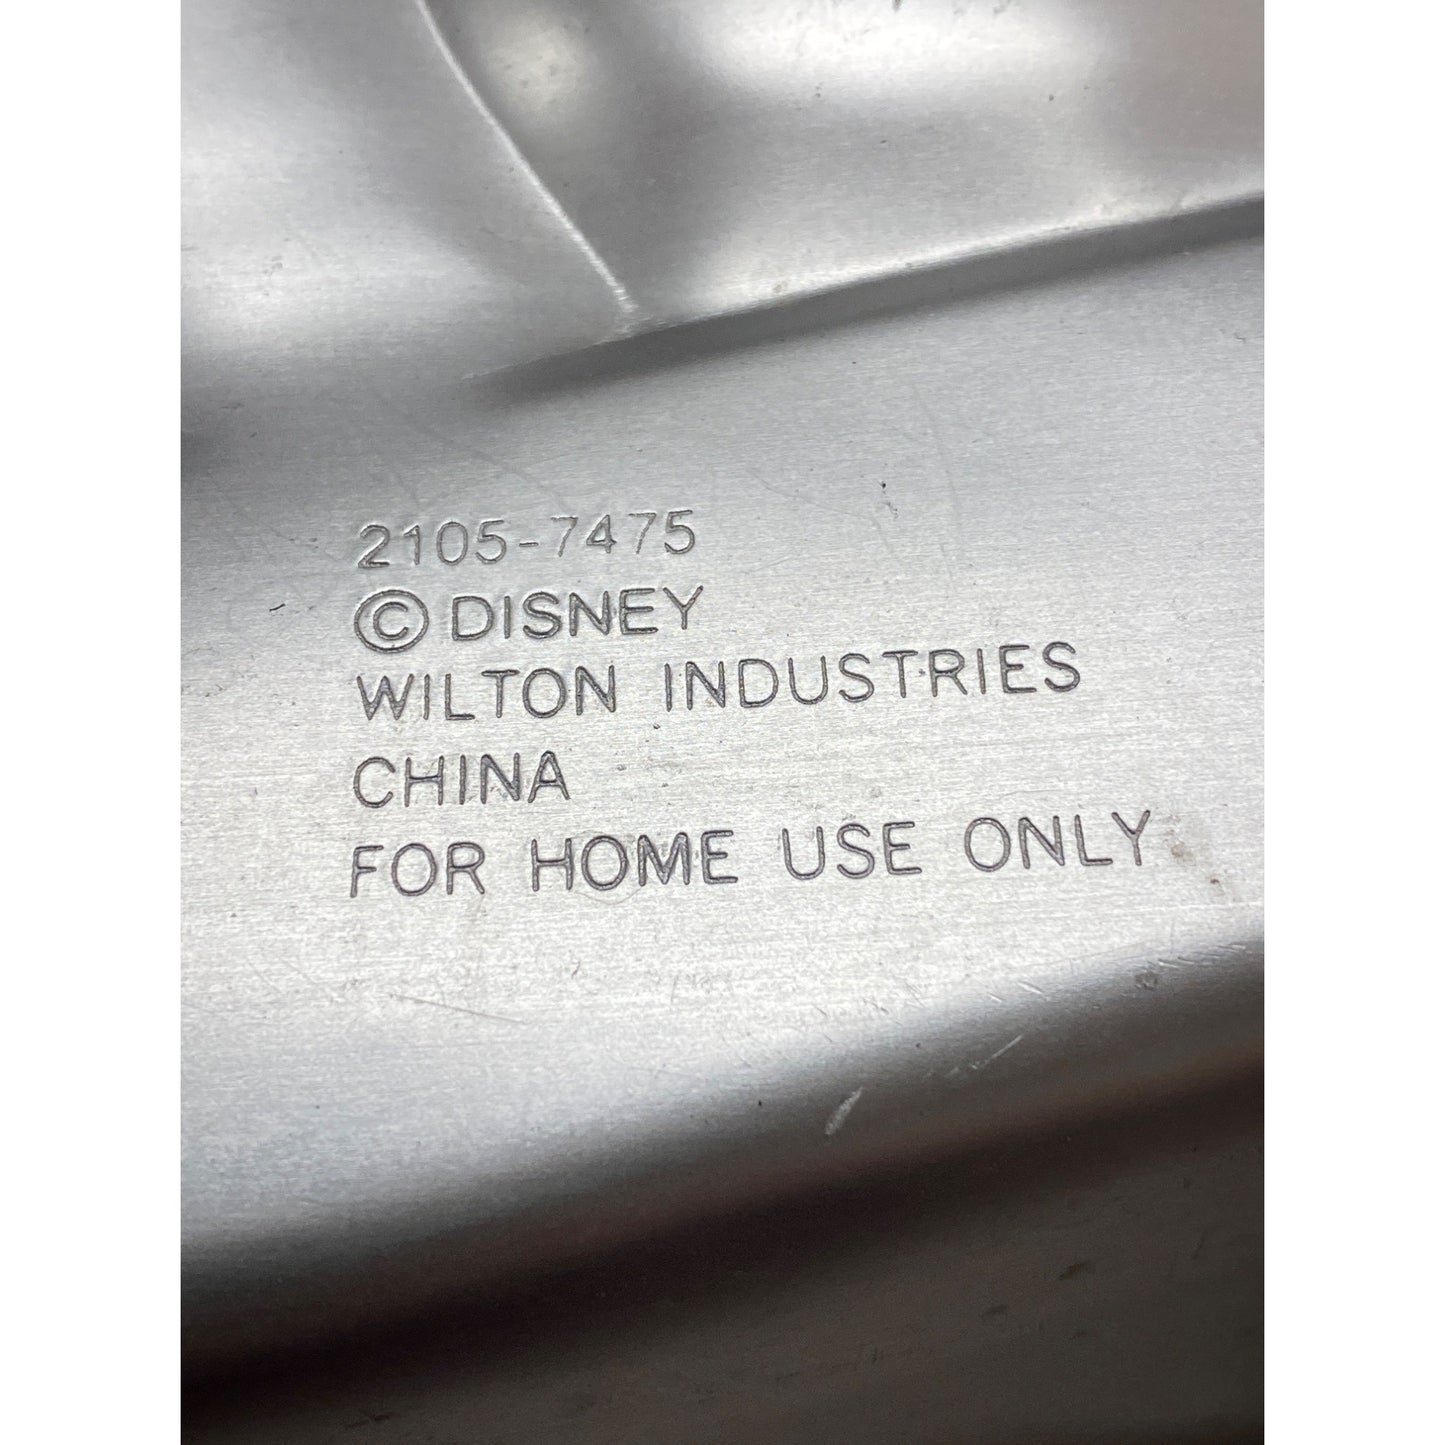 2105-7475
© DISNEY
WILTON INDUSTRIES
CHINA
FOR HOME USE ONLY